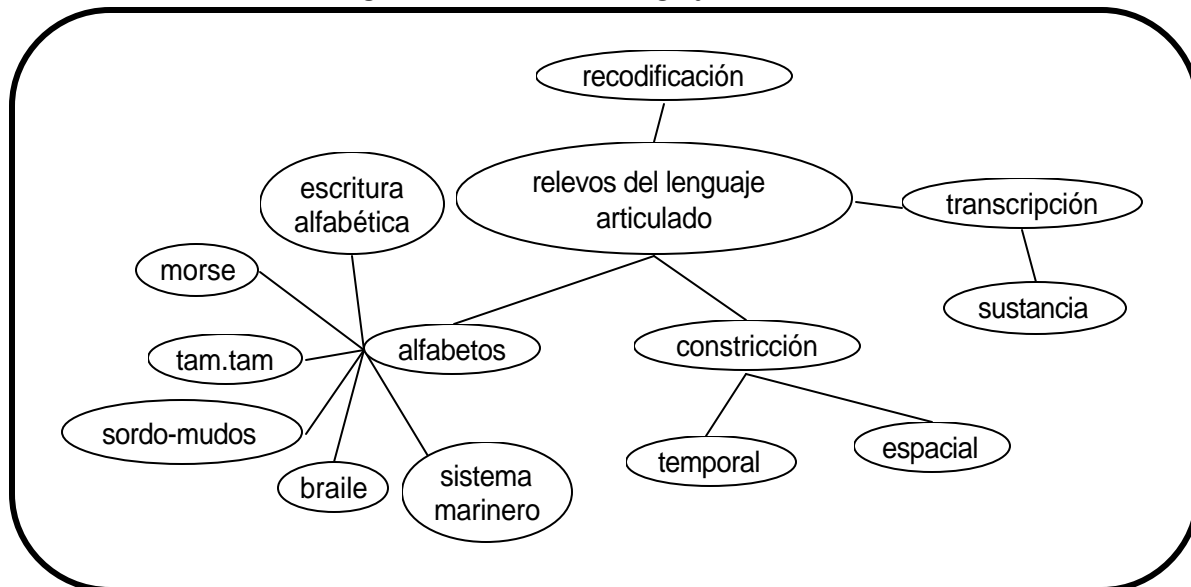 recodificación
relevos del lenguaje
articulado
transcripción
sustancia
escritura
alfabética
morse
tam.tam
sordo-mudos
braile
sistema
marinero
alfabetos
constricción
temporal
espacial